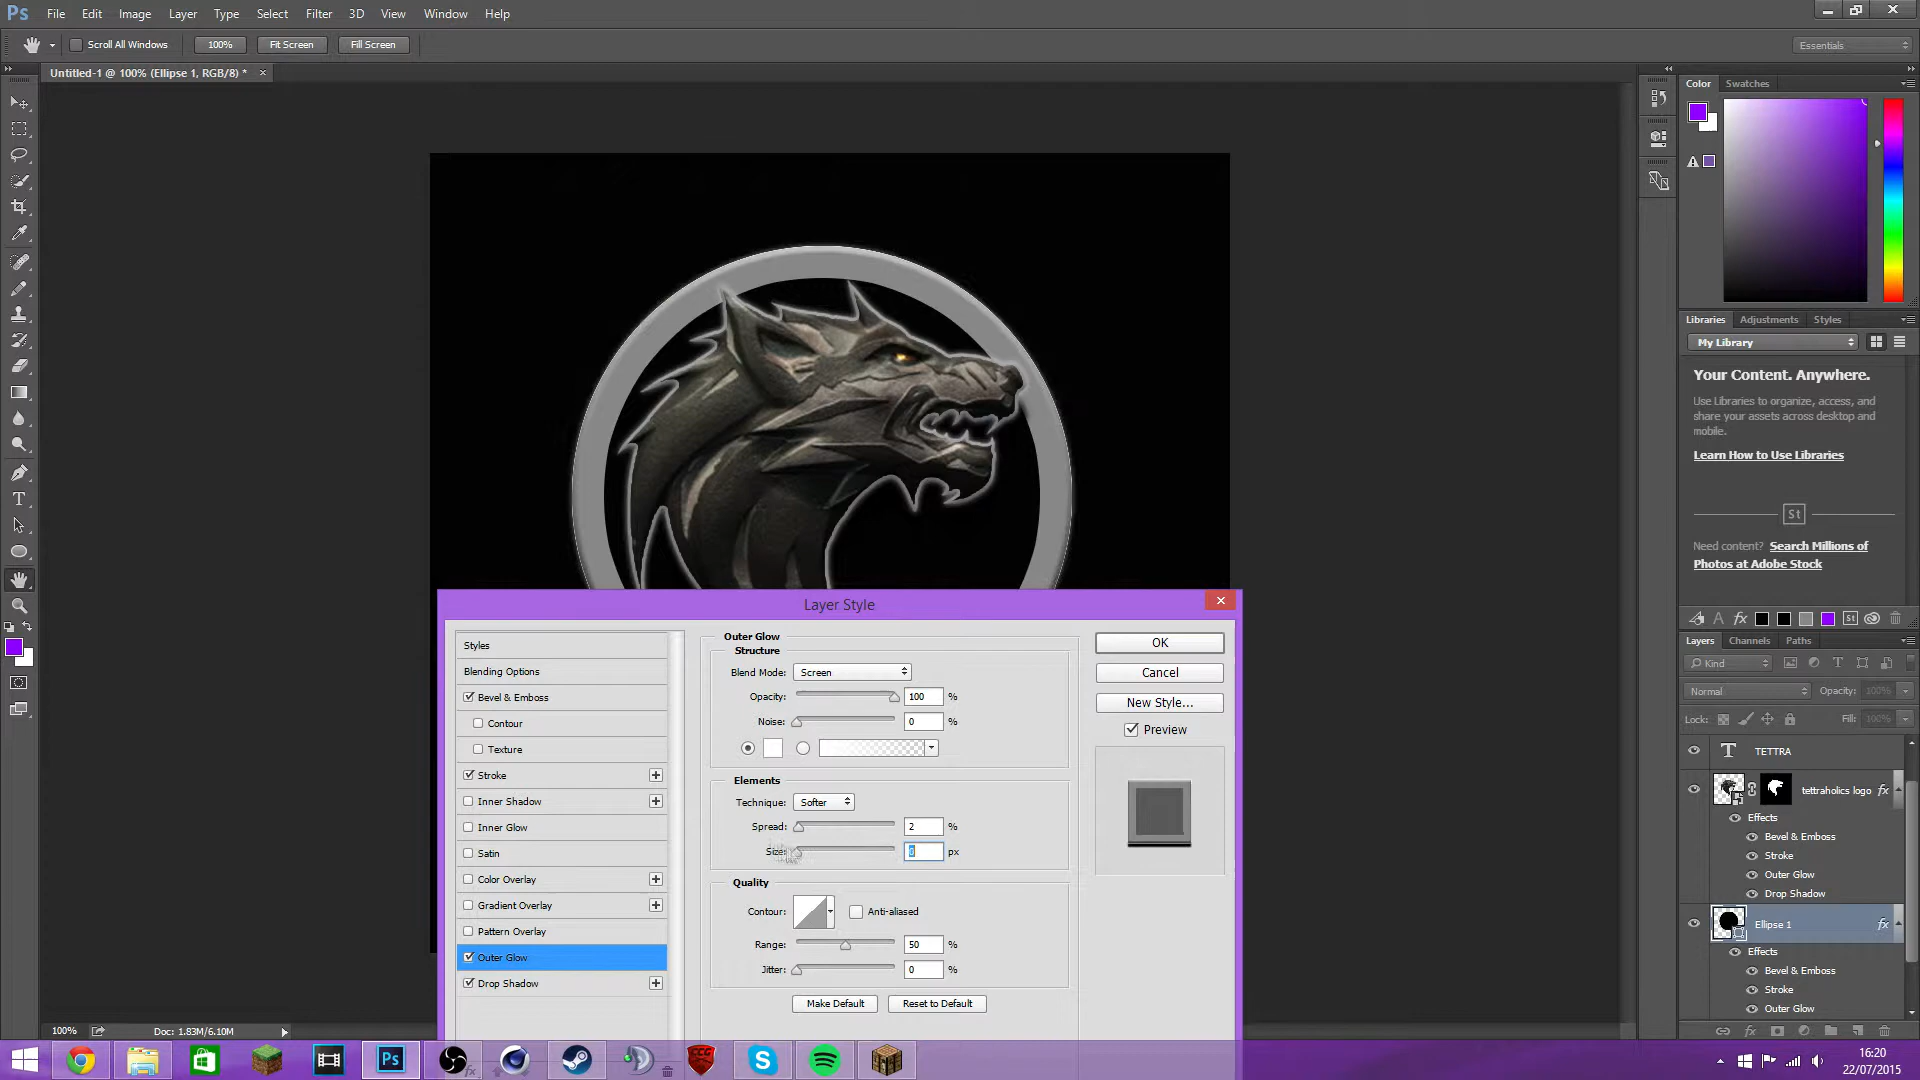 Ps File Edit Image Layer Type Select Filter 3D View Window Help
Scroll All Windows 100% Fit Screen Fill Screen Essentials
Untitled-1 @ 100% (Ellipse 1, RGB/8) *
Color Swatches
Libraries Adjustments Styles
My Library
Your Content. Anywhere.
Use Libraries to organize, access, and
share your assets across desktop and
mobile.
Learn How to Use Libraries
St
Need content? Search Millions of
Photos at Adobe Stock
Layers Channels Paths
Kind
Normal Opacity: 100%
Lock: Fill: 100%
TETTRA
tettraholics logo fx
Effects
Bevel & Emboss
Stroke
Outer Glow
Drop Shadow
Ellipse 1 fx
Effects
Bevel & Emboss
Stroke
Outer Glow
Layer Style
Styles
Blending Options
Bevel & Emboss
Contour
Texture
Stroke
Inner Shadow
Inner Glow
Satin
Color Overlay
Gradient Overlay
Pattern Overlay
Outer Glow
Drop Shadow
Outer Glow
Structure
Blend Mode: Screen
Opacity: 100 %
Noise: 0 %
Elements
Technique: Softer
Spread: 2 %
Size: 0 px
Quality
Contour: Anti-aliased
Range: 50 %
Jitter: 0 %
Make Default Reset to Default
OK
Cancel
New Style...
Preview
100% Doc: 1.83M/6.10M
Ps
16:20
22/07/2015